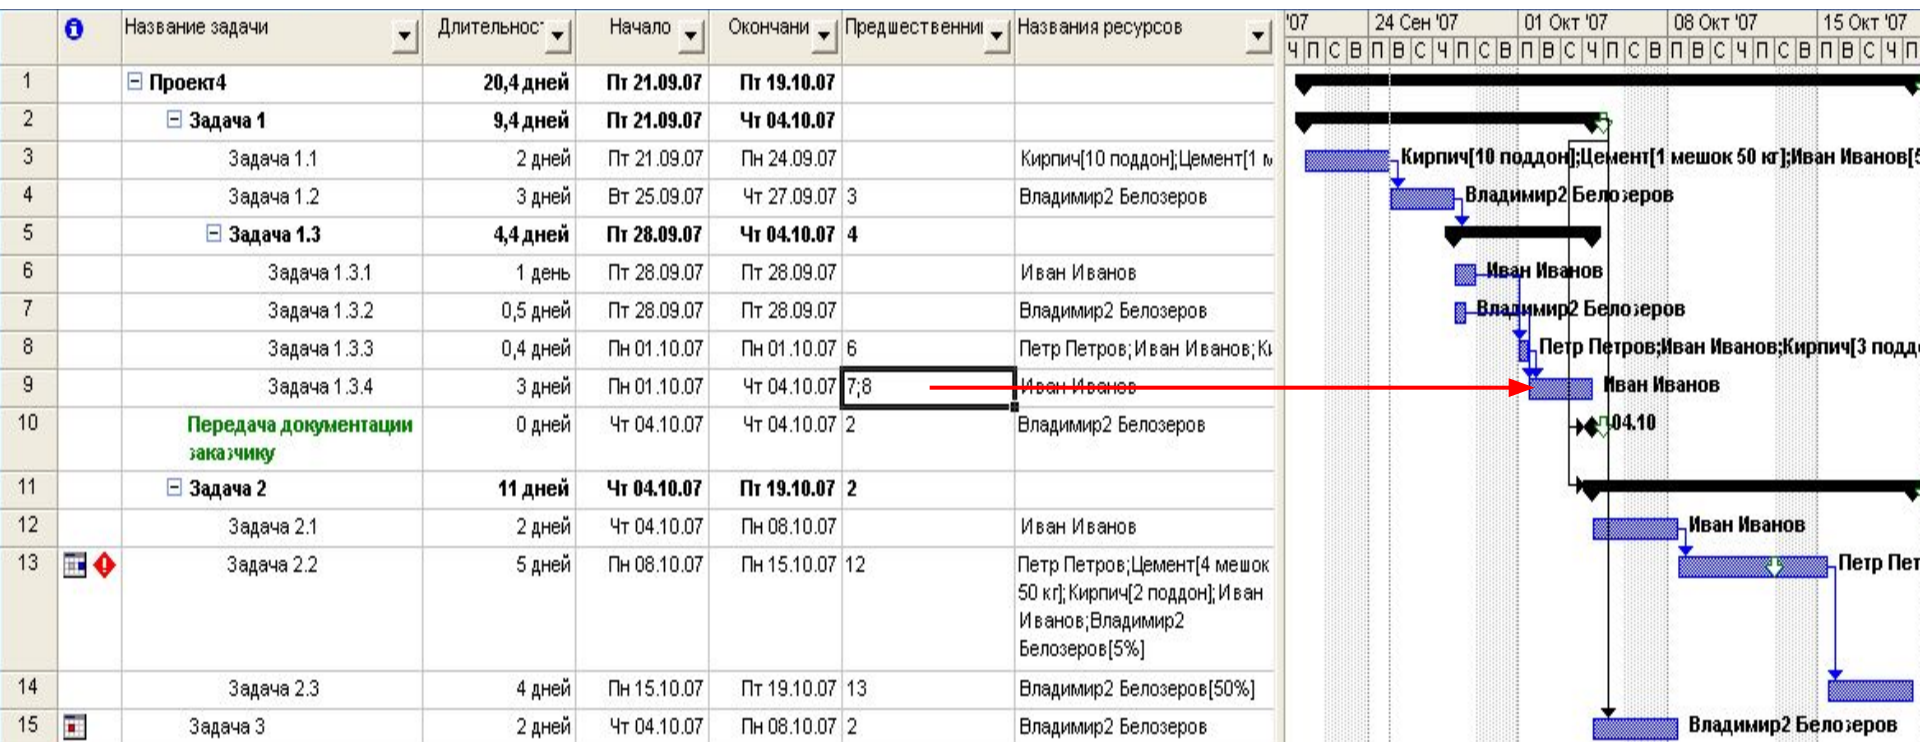 Название задачи Длительнос Начало Окончани Предшественни Названия ресурсов '07 24 Сен '07 01 Окт '07 08 Окт '07 15 Окт '07
Ч П С В П В С Ч П С В П В С Ч П С В П В С Ч П С В П В С Ч П
1 Проект4 20,4 дней Пт 21.09.07 Пт 19.10.07
2 Задача 1 9,4 дней Пт 21.09.07 Чт 04.10.07
3 Задача 1.1 2 дней Пт 21.09.07 Пн 24.09.07 Кирпич[10 поддон];Цемент[1 м Кирпич[10 поддон];Цемент[1 мешок 50 кг];Иван Иванов[5
4 Задача 1.2 3 дней Вт 25.09.07 Чт 27.09.07 3 Владимир2 Белозеров Владимир2 Белозеров
5 Задача 1.3 4,4 дней Пт 28.09.07 Чт 04.10.07 4
6 Задача 1.3.1 1 день Пт 28.09.07 Пт 28.09.07 Иван Иванов Иван Иванов
7 Задача 1.3.2 0,5 дней Пт 28.09.07 Пт 28.09.07 Владимир2 Белозеров Владимир2 Белозеров
8 Задача 1.3.3 0,4 дней Пн 01.10.07 Пн 01.10.07 6 Петр Петров;Иван Иванов;Ки Петр Петров;Иван Иванов;Кирпич[3 поддо
9 Задача 1.3.4 3 дней Пн 01.10.07 Чт 04.10.07 7;8 Иван Иванов Иван Иванов
10 Передача документации 0 дней Чт 04.10.07 Чт 04.10.07 2 Владимир2 Белозеров 04.10
заказчику
11 Задача 2 11 дней Чт 04.10.07 Пт 19.10.07 2
12 Задача 2.1 2 дней Чт 04.10.07 Пн 08.10.07 Иван Иванов Иван Иванов
13 Задача 2.2 5 дней Пн 08.10.07 Пн 15.10.07 12 Петр Петров;Цемент[4 мешок Петр Пет
50 кг];Кирпич[2 поддон];Иван
Иванов;Владимир2
Белозеров[5%]
14 Задача 2.3 4 дней Пн 15.10.07 Пт 19.10.07 13 Владимир2 Белозеров[50%]
15 Задача 3 2 дней Чт 04.10.07 Пн 08.10.07 2 Владимир2 Белозеров Владимир2 Белозеров